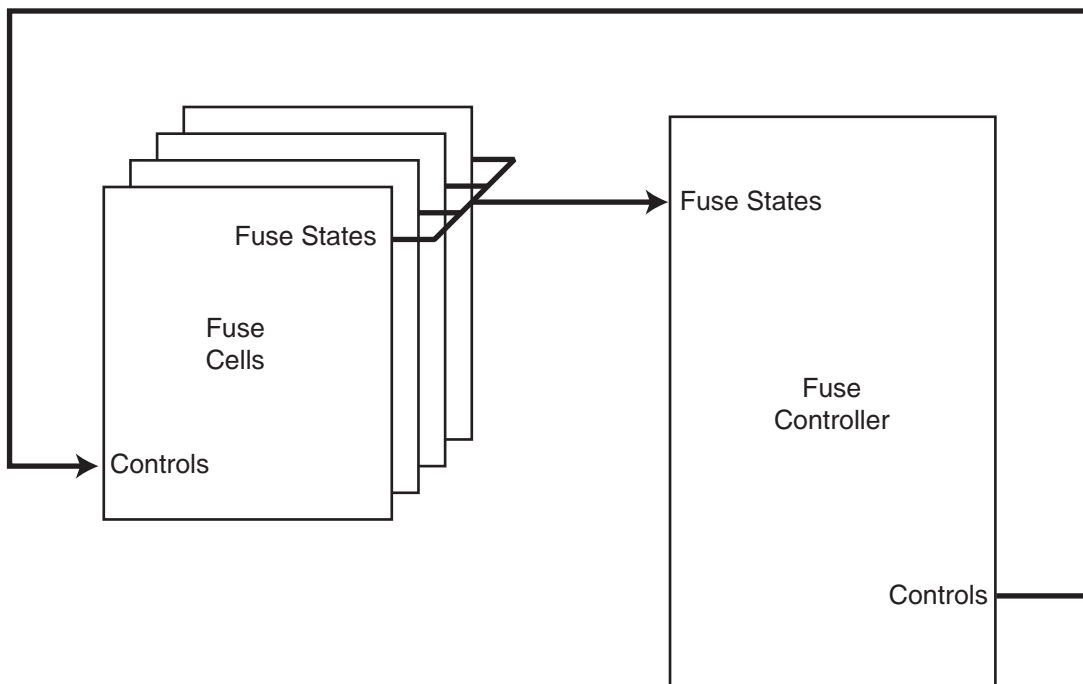 Fuse States
Fuse
Cells
Controls
Fuse States
Fuse
Controller
Controls